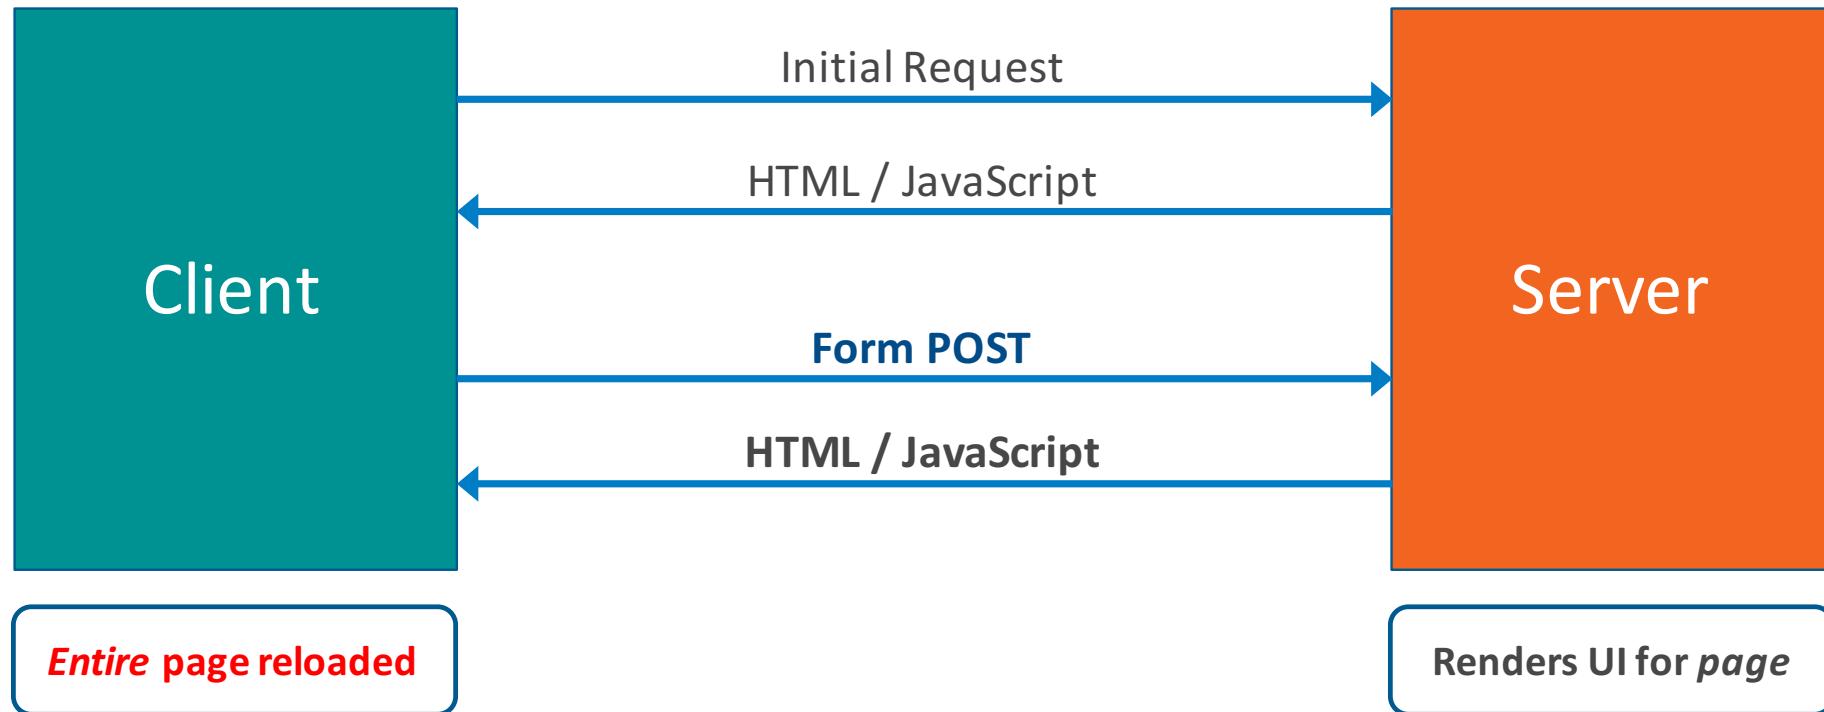 Initial Request
HTML / JavaScript
Client
Server
Form POST
HTML / JavaScript
Entire page reloaded
Renders UI for page